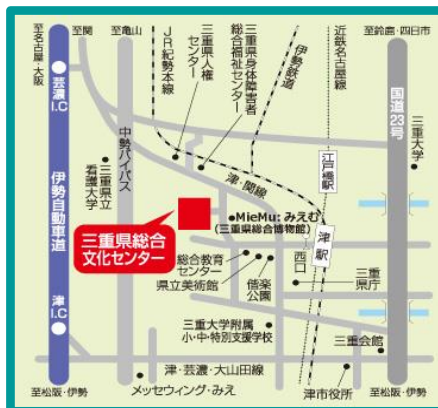 至名古屋・大阪
至関
至亀山
至鈴鹿・四日市
芸濃
I.C
伊勢自動車道
津
I.C
至松阪・伊勢
中勢バイパス
三重県立
看護大学
JR紀勢本線
三重県人権
センター
三重県身体障害者
総合福祉センター
伊勢鉄道
近鉄名古屋線
国道23号
三重大学
江戸橋駅
津・関線
MieMu:みえむ
(三重県総合博物館)
三重県総合
文化センター
津駅
西口
総合教育
センター
県立美術館
偕楽
公園
三重
県庁
三重大学附属
小・中・特別支援学校
三重会館
津・芸濃・大山田線
メッセウィング・みえ
津市役所
至松阪・伊勢